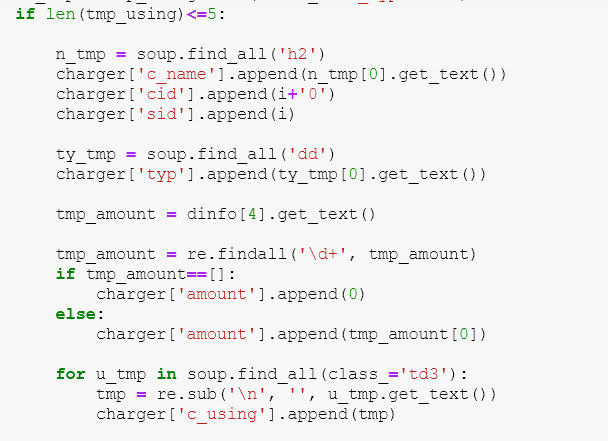 if len(tmp_using)<=5:
n_tmp = soup.find_all('h2')
charger['c_name'].append(n_tmp[0].get_text())
charger['cid'].append(i+'0')
charger['sid'].append(i)
ty_tmp = soup.find_all('dd')
charger['typ'].append(ty_tmp[0].get_text())
tmp_amount = dinfo[4].get_text()
tmp_amount = re.findall('\d+', tmp_amount)
if tmp_amount==[]:
charger['amount'].append(0)
else:
charger['amount'].append(tmp_amount[0])
for u_tmp in soup.find_all(class_='td3'):
tmp = re.sub('\n', '', u_tmp.get_text())
charger['c_using'].append(tmp)